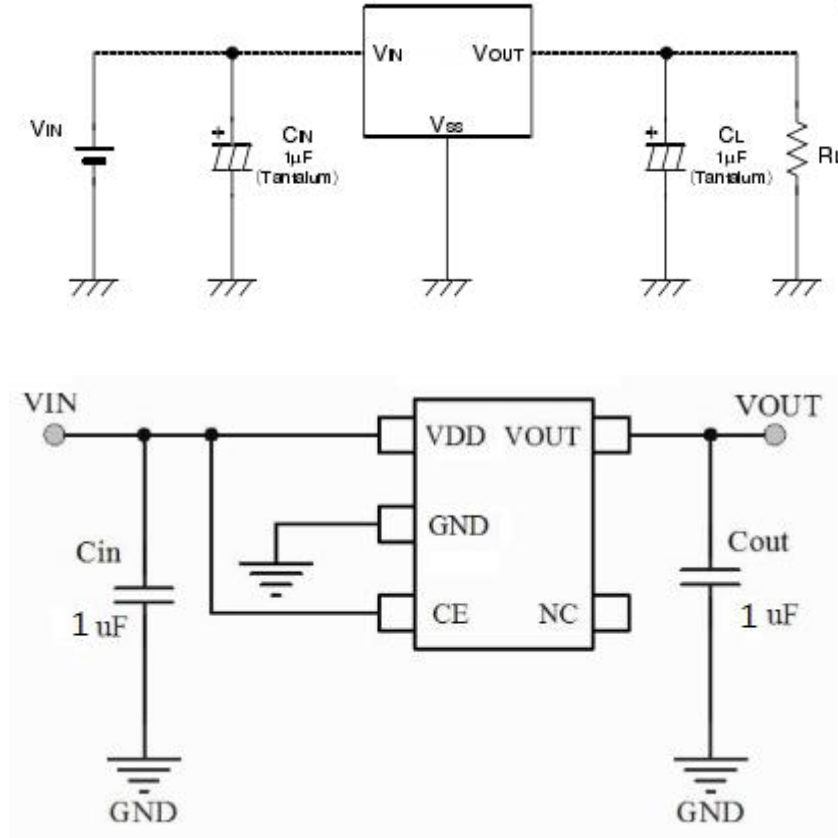 VIN VOUT
VSS
VIN
CIN
1µF
(Tantalum)
CL
1µF
(Tantalum)
RL
VIN
VOUT
VDD VOUT
GND
CE NC
Cin
1 uF
Cout
1 uF
GND
GND